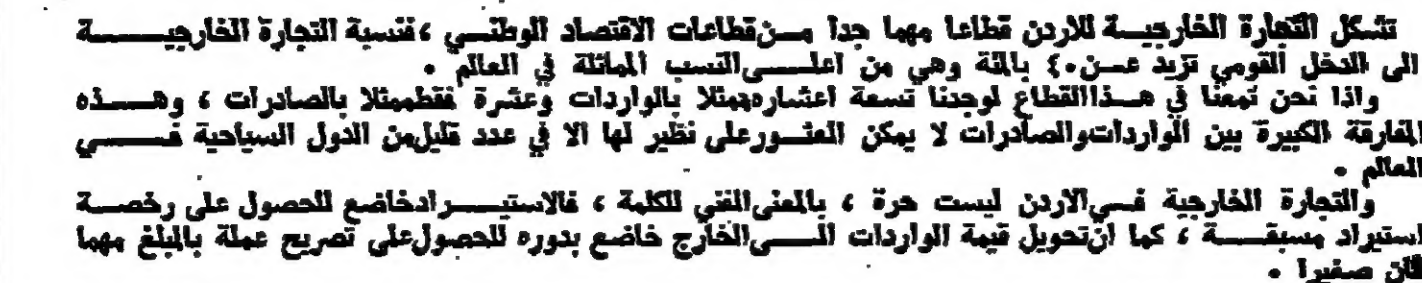 تشكل التجارة الخارجية للاردن قطاعا مهما جدا من قطاعات الاقتصاد الوطني ، فنسبة التجارة الخارجية
الى الدخل القومي تزيد عن ٤٠ بالمئة وهي من اعلى النسب المماثلة في العالم .
واذا نحن تمعنا في هذا القطاع لوجدنا تسعة اعشاره ممثلا بالواردات وعشرة فقط ممثلا بالصادرات ، وهذه
المفارقة الكبيرة بين الواردات والصادرات لا يمكن العثور على نظير لها الا في عدد قليل من الدول السياحية في
العالم .
والتجارة الخارجية في الاردن ليست حرة ، بالمعنى الفني للكلمة ، فالاستيراد خاضع للحصول على رخصة
استيراد مسبقة ، كما ان تحويل قيمة الواردات الى الخارج خاضع بدوره للحصول على تصريح عملة بالمبلغ مهما
كان صغيرا .